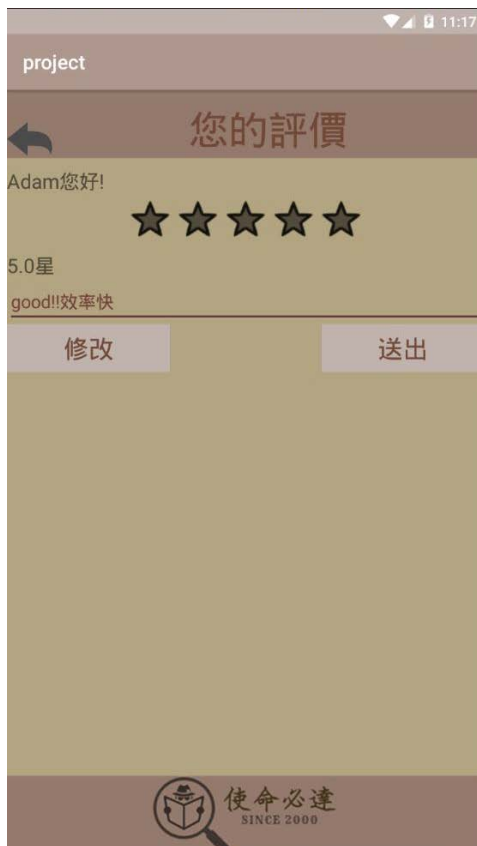 11:17
project
您的評價
Adam您好!
5.0星
good!!效率快
修改 送出
使命必達
SINCE 2000